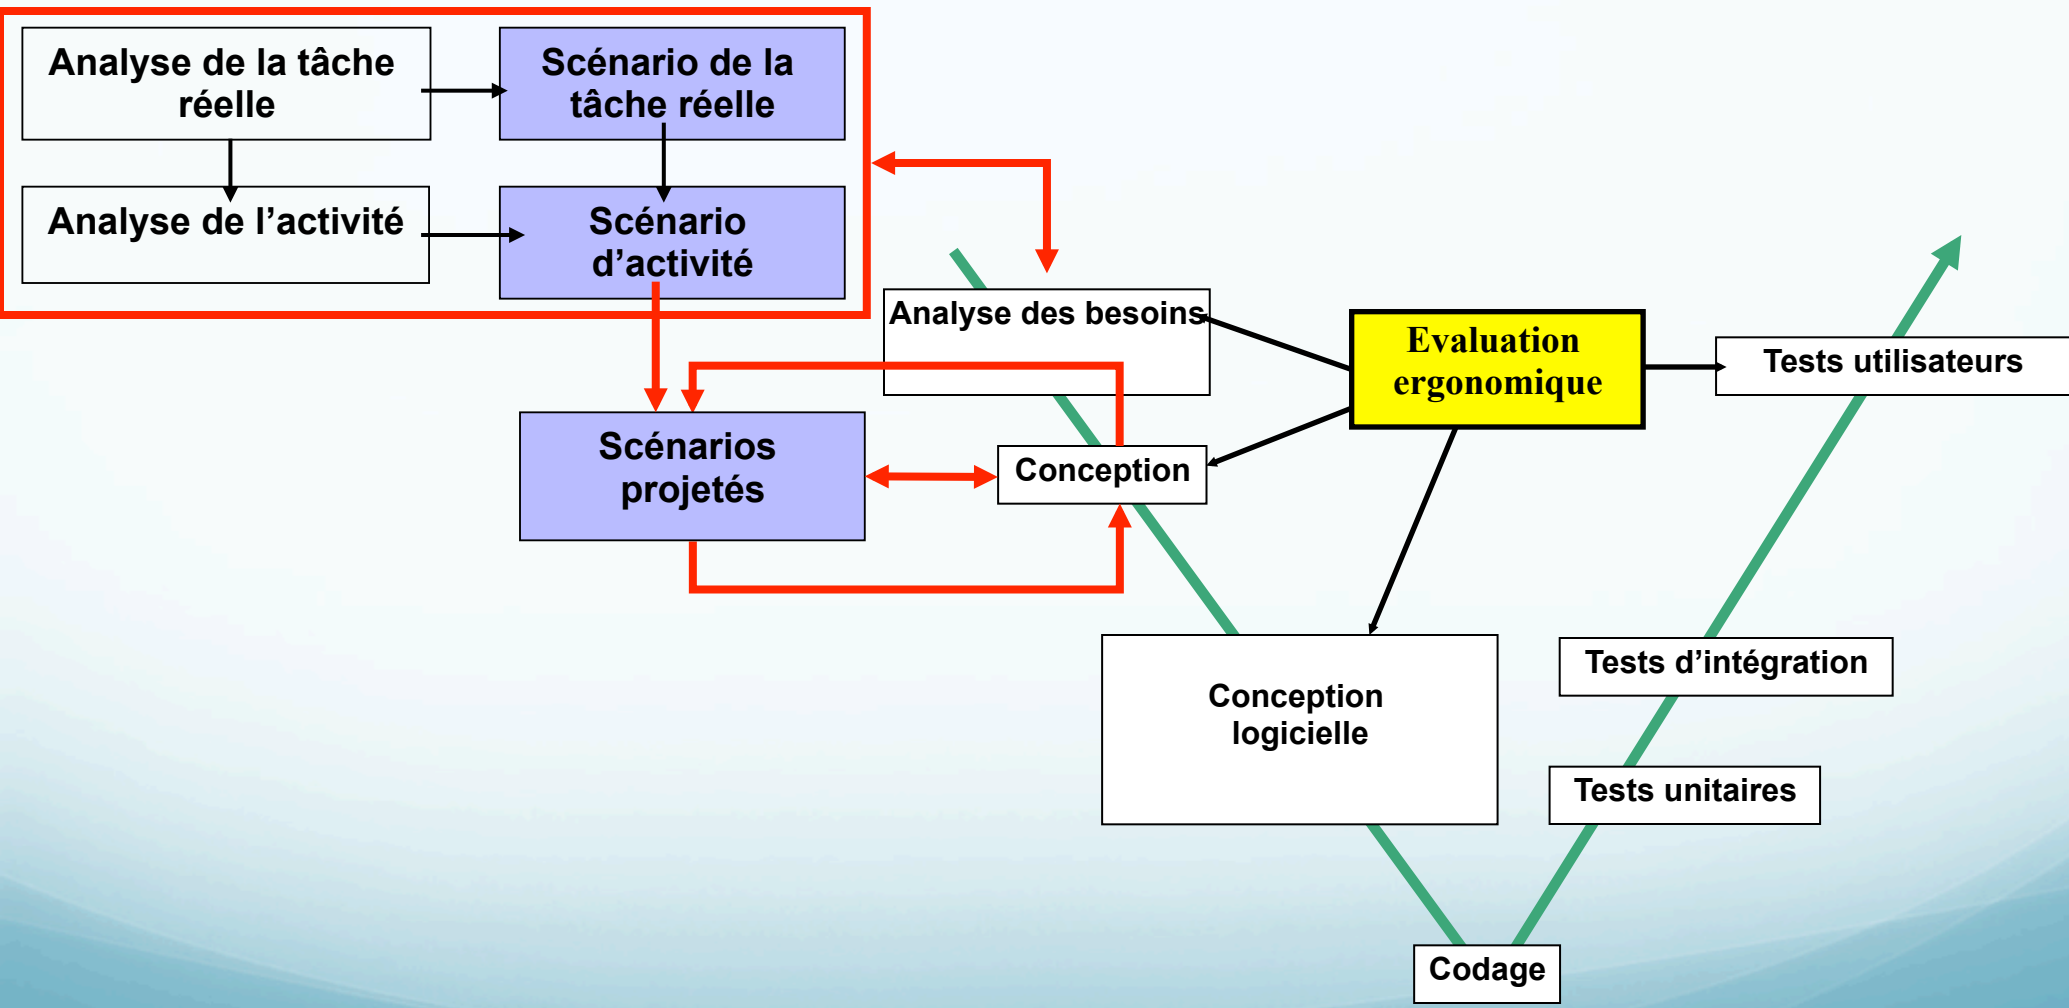 Analyse de la tâche
réelle
Scénario de la
tâche réelle
Analyse de l’activité
Scénario
d’activité
Analyse des besoins
Evaluation
ergonomique
Tests utilisateurs
Scénarios
projetés
Conception
Conception
logicielle
Tests d’intégration
Tests unitaires
Codage